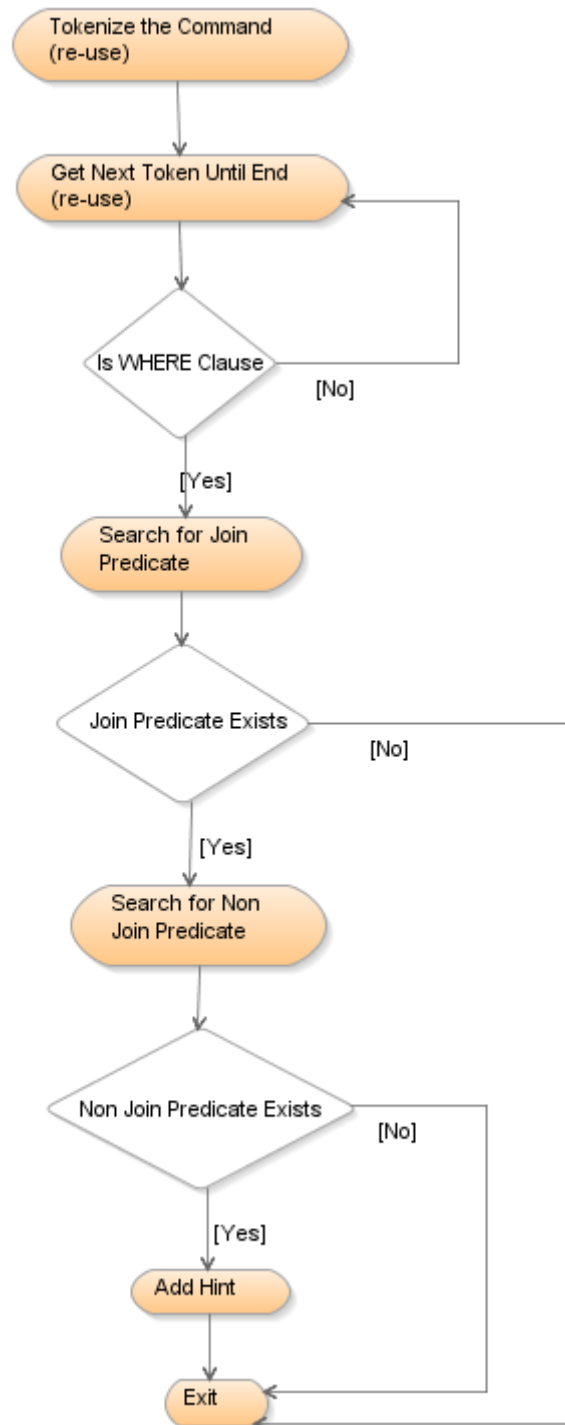 Tokenize the Command
(re-use)
Get Next Token Until End
(re-use)
Is WHERE Clause
[No]
[Yes]
Search for Join
Predicate
Join Predicate Exists
[No]
[Yes]
Search for Non
Join Predicate
Non Join Predicate Exists
[No]
[Yes]
Add Hint
Exit